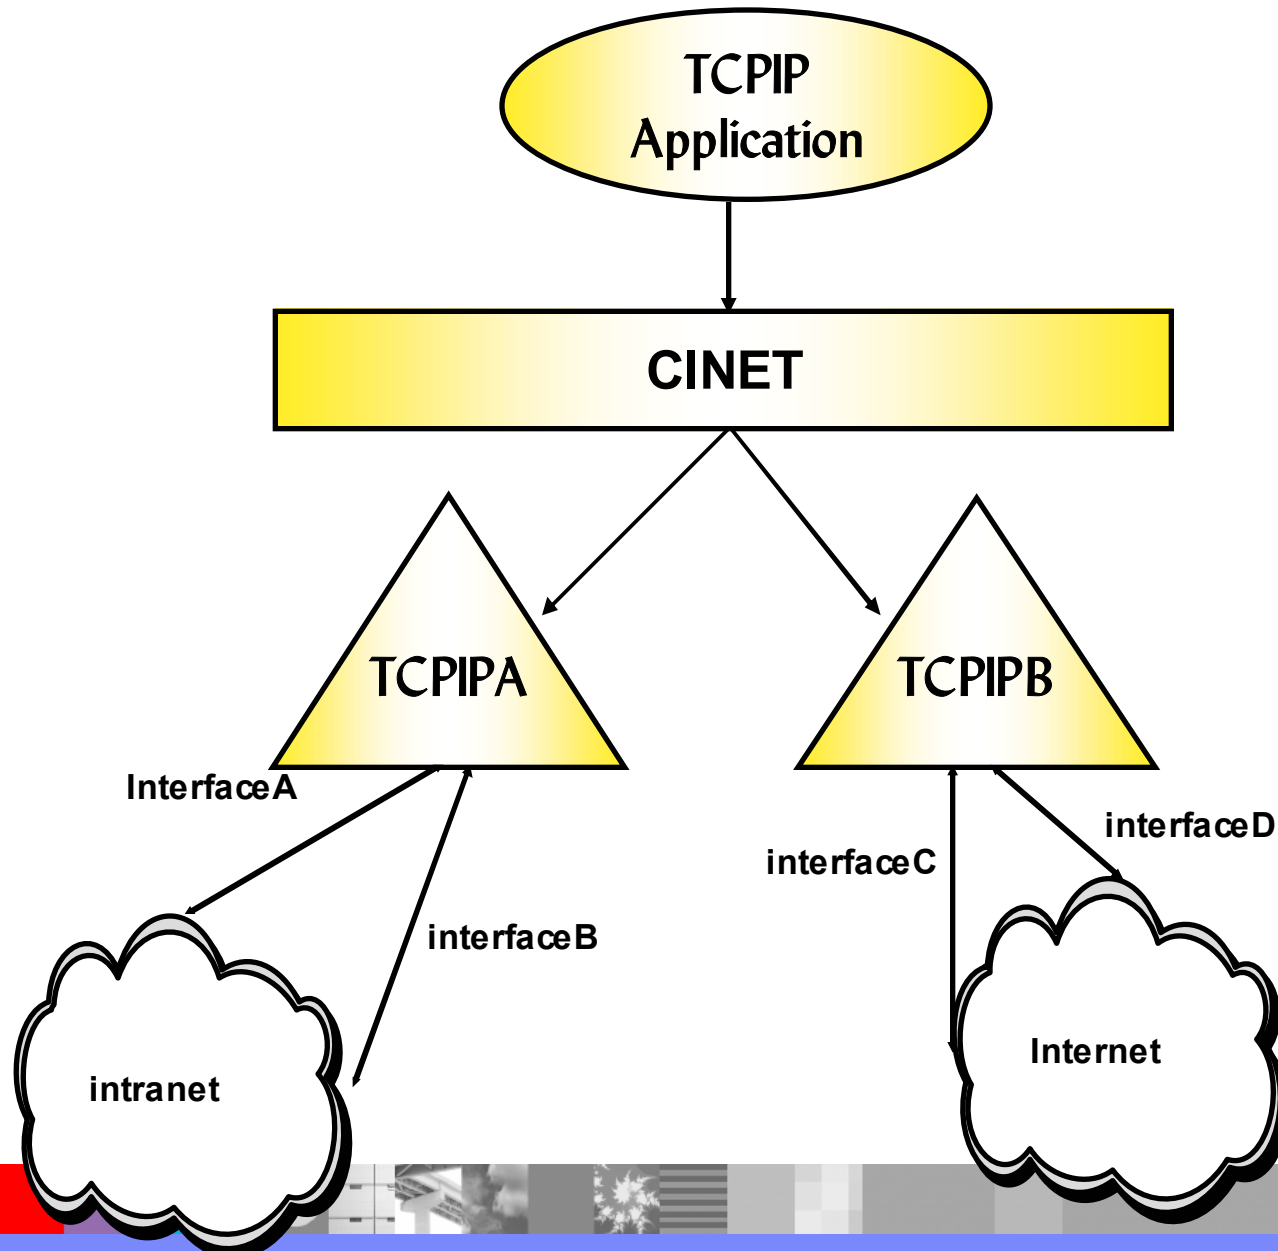 TCPIP
Application
CINET
TCPIPA
TCPIPB
InterfaceA
interfaceD
interfaceC
interfaceB
Internet
intranet